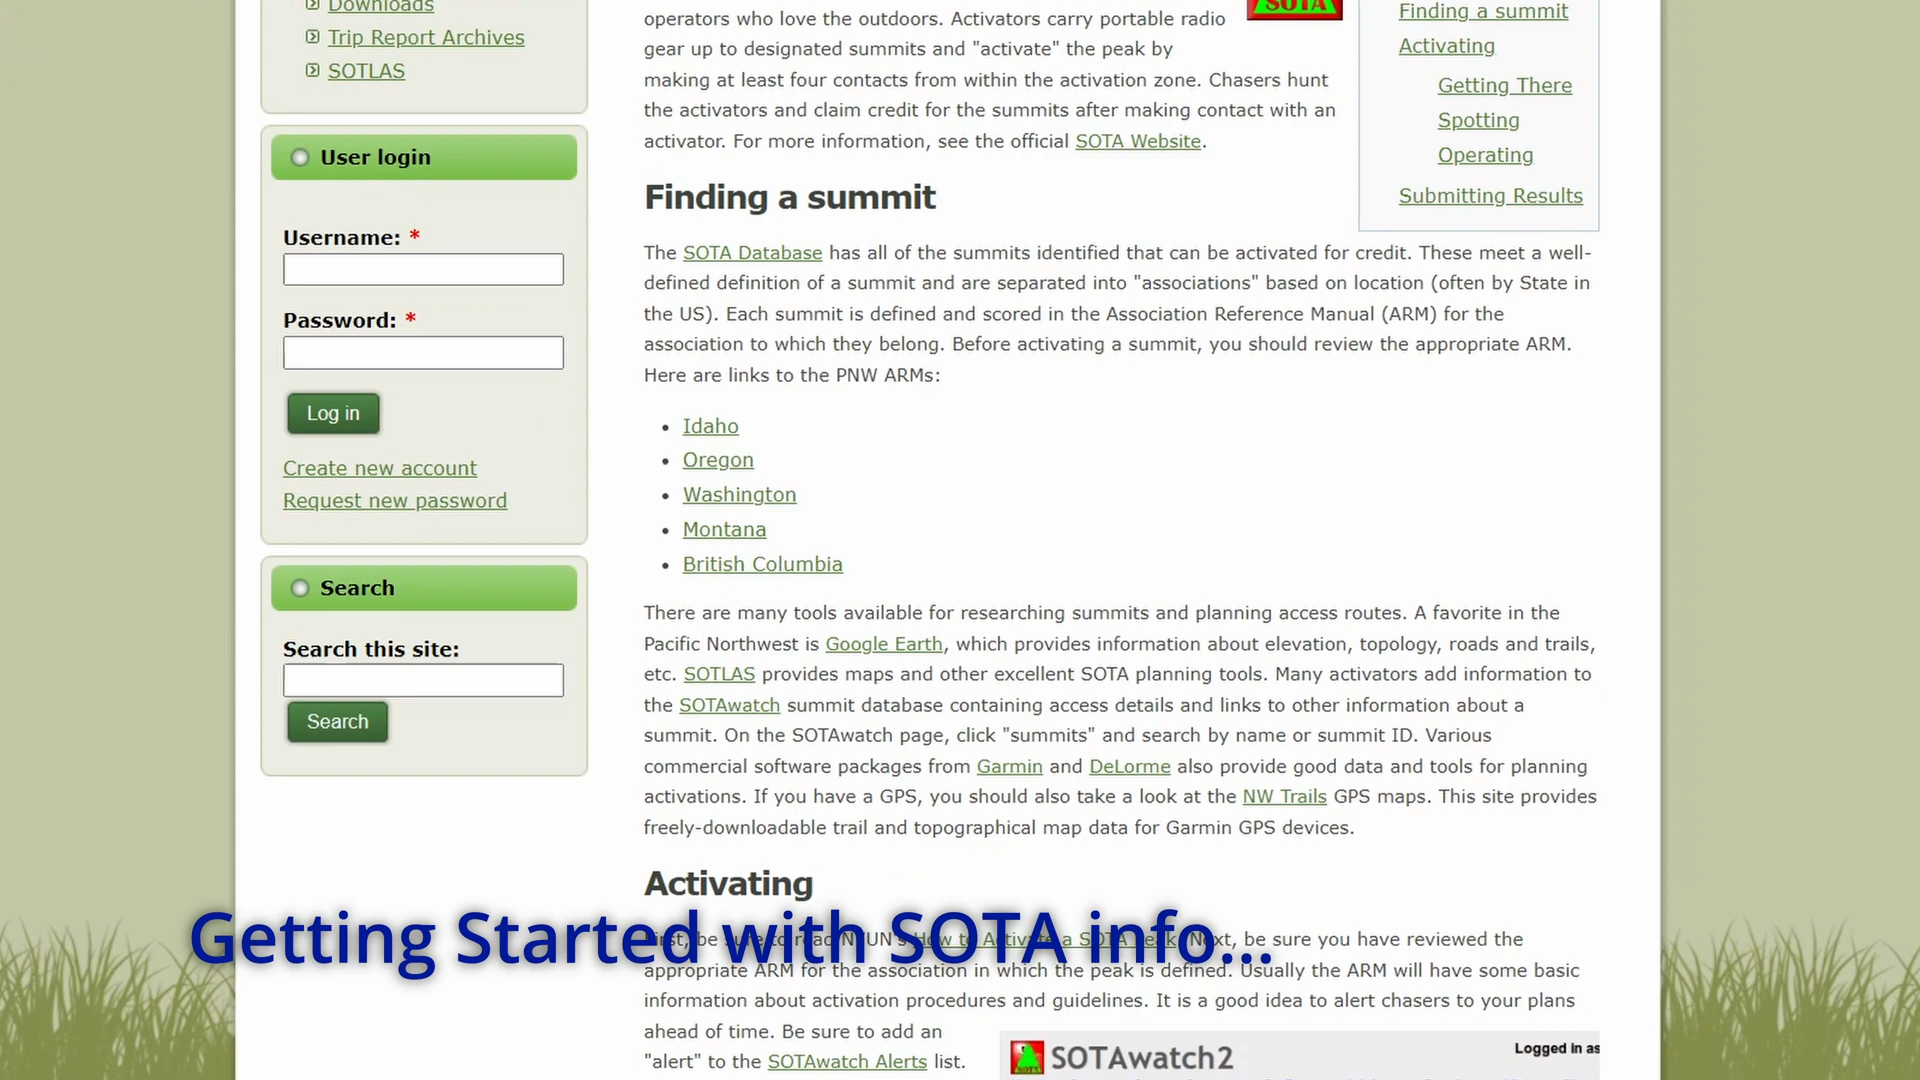 Downloads
Trip Report Archives
SOTLAS
User login
Username: *
Password: *
Log in
Create new account
Request new password
Search
Search this site:
Search
operators who love the outdoors. Activators carry portable radio
gear up to designated summits and "activate" the peak by
making at least four contacts from within the activation zone. Chasers hunt
the activators and claim credit for the summits after making contact with an
activator. For more information, see the official SOTA Website.
SOTA
Finding a summit
Activating
Getting There
Spotting
Operating
Submitting Results
Finding a summit
The SOTA Database has all of the summits identified that can be activated for credit. These meet a well-
defined definition of a summit and are separated into "associations" based on location (often by State in
the US). Each summit is defined and scored in the Association Reference Manual (ARM) for the
association to which they belong. Before activating a summit, you should review the appropriate ARM.
Here are links to the PNW ARMs:
Idaho
Oregon
Washington
Montana
British Columbia
There are many tools available for researching summits and planning access routes. A favorite in the
Pacific Northwest is Google Earth, which provides information about elevation, topology, roads and trails,
etc. SOTLAS provides maps and other excellent SOTA planning tools. Many activators add information to
the SOTAwatch summit database containing access details and links to other information about a
summit. On the SOTAwatch page, click "summits" and search by name or summit ID. Various
commercial software packages from Garmin and DeLorme also provide good data and tools for planning
activations. If you have a GPS, you should also take a look at the NW Trails GPS maps. This site provides
freely-downloadable trail and topographical map data for Garmin GPS devices.
Activating
Getting Started with SOTA info...
First, be sure to read How to Activate a SOTA Peak. Next, be sure you have reviewed the
appropriate ARM for the association in which the peak is defined. Usually the ARM will have some basic
information about activation procedures and guidelines. It is a good idea to alert chasers to your plans
ahead of time. Be sure to add an
"alert" to the SOTAwatch Alerts list.
SOTAwatch2
Logged in as